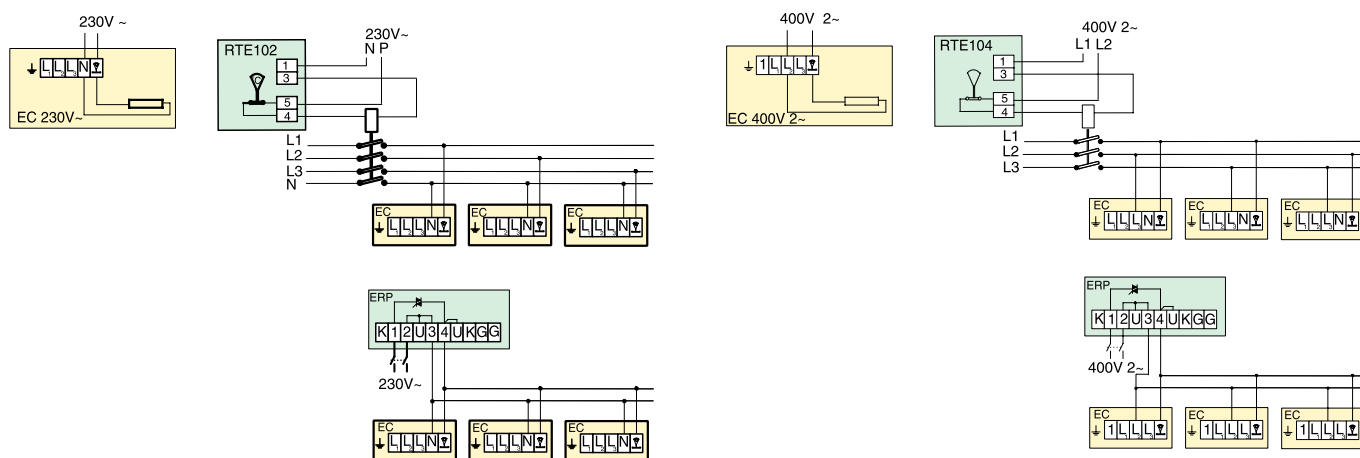 230V ~
L1 L2 L3 N
EC 230V~
RTE102
230V~
N P
1
3
C
5
4
L1
L2
L3
N
EC
L1 L2 L3 N
EC
L1 L2 L3 N
EC
L1 L2 L3 N
ERP
K 1 2 U 3 4 U K G G
230V~
EC
L1 L2 L3 N
EC
L1 L2 L3 N
EC
L1 L2 L3 N
400V 2~
1 L1 L2 L3
EC 400V 2~
RTE104
400V 2~
L1 L2
1
3
5
4
L1
L2
L3
EC
L1 L2 L3 N
EC
L1 L2 L3 N
EC
L1 L2 L3 N
ERP
K 1 2 U 3 4 U K G G
400V 2~
EC
1 L1 L2 L3
EC
1 L1 L2 L3
EC
1 L1 L2 L3